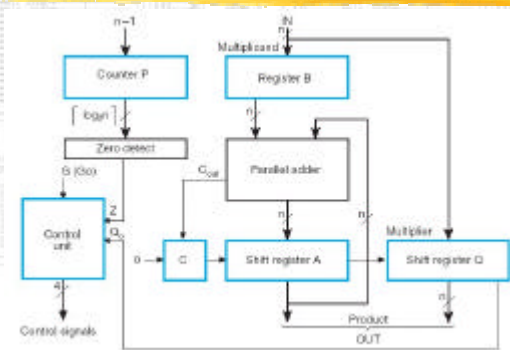 n−1
IN
n
Multiplicand
Counter P
Register B
⌈log₂n⌉
n
Zero detect
G (Go)
Cout
Parallel adder
Z
Q₀
n
n
Multiplier
Control unit
0
C
Shift register A
Shift register Q
4
n
Control signals
Product
OUT